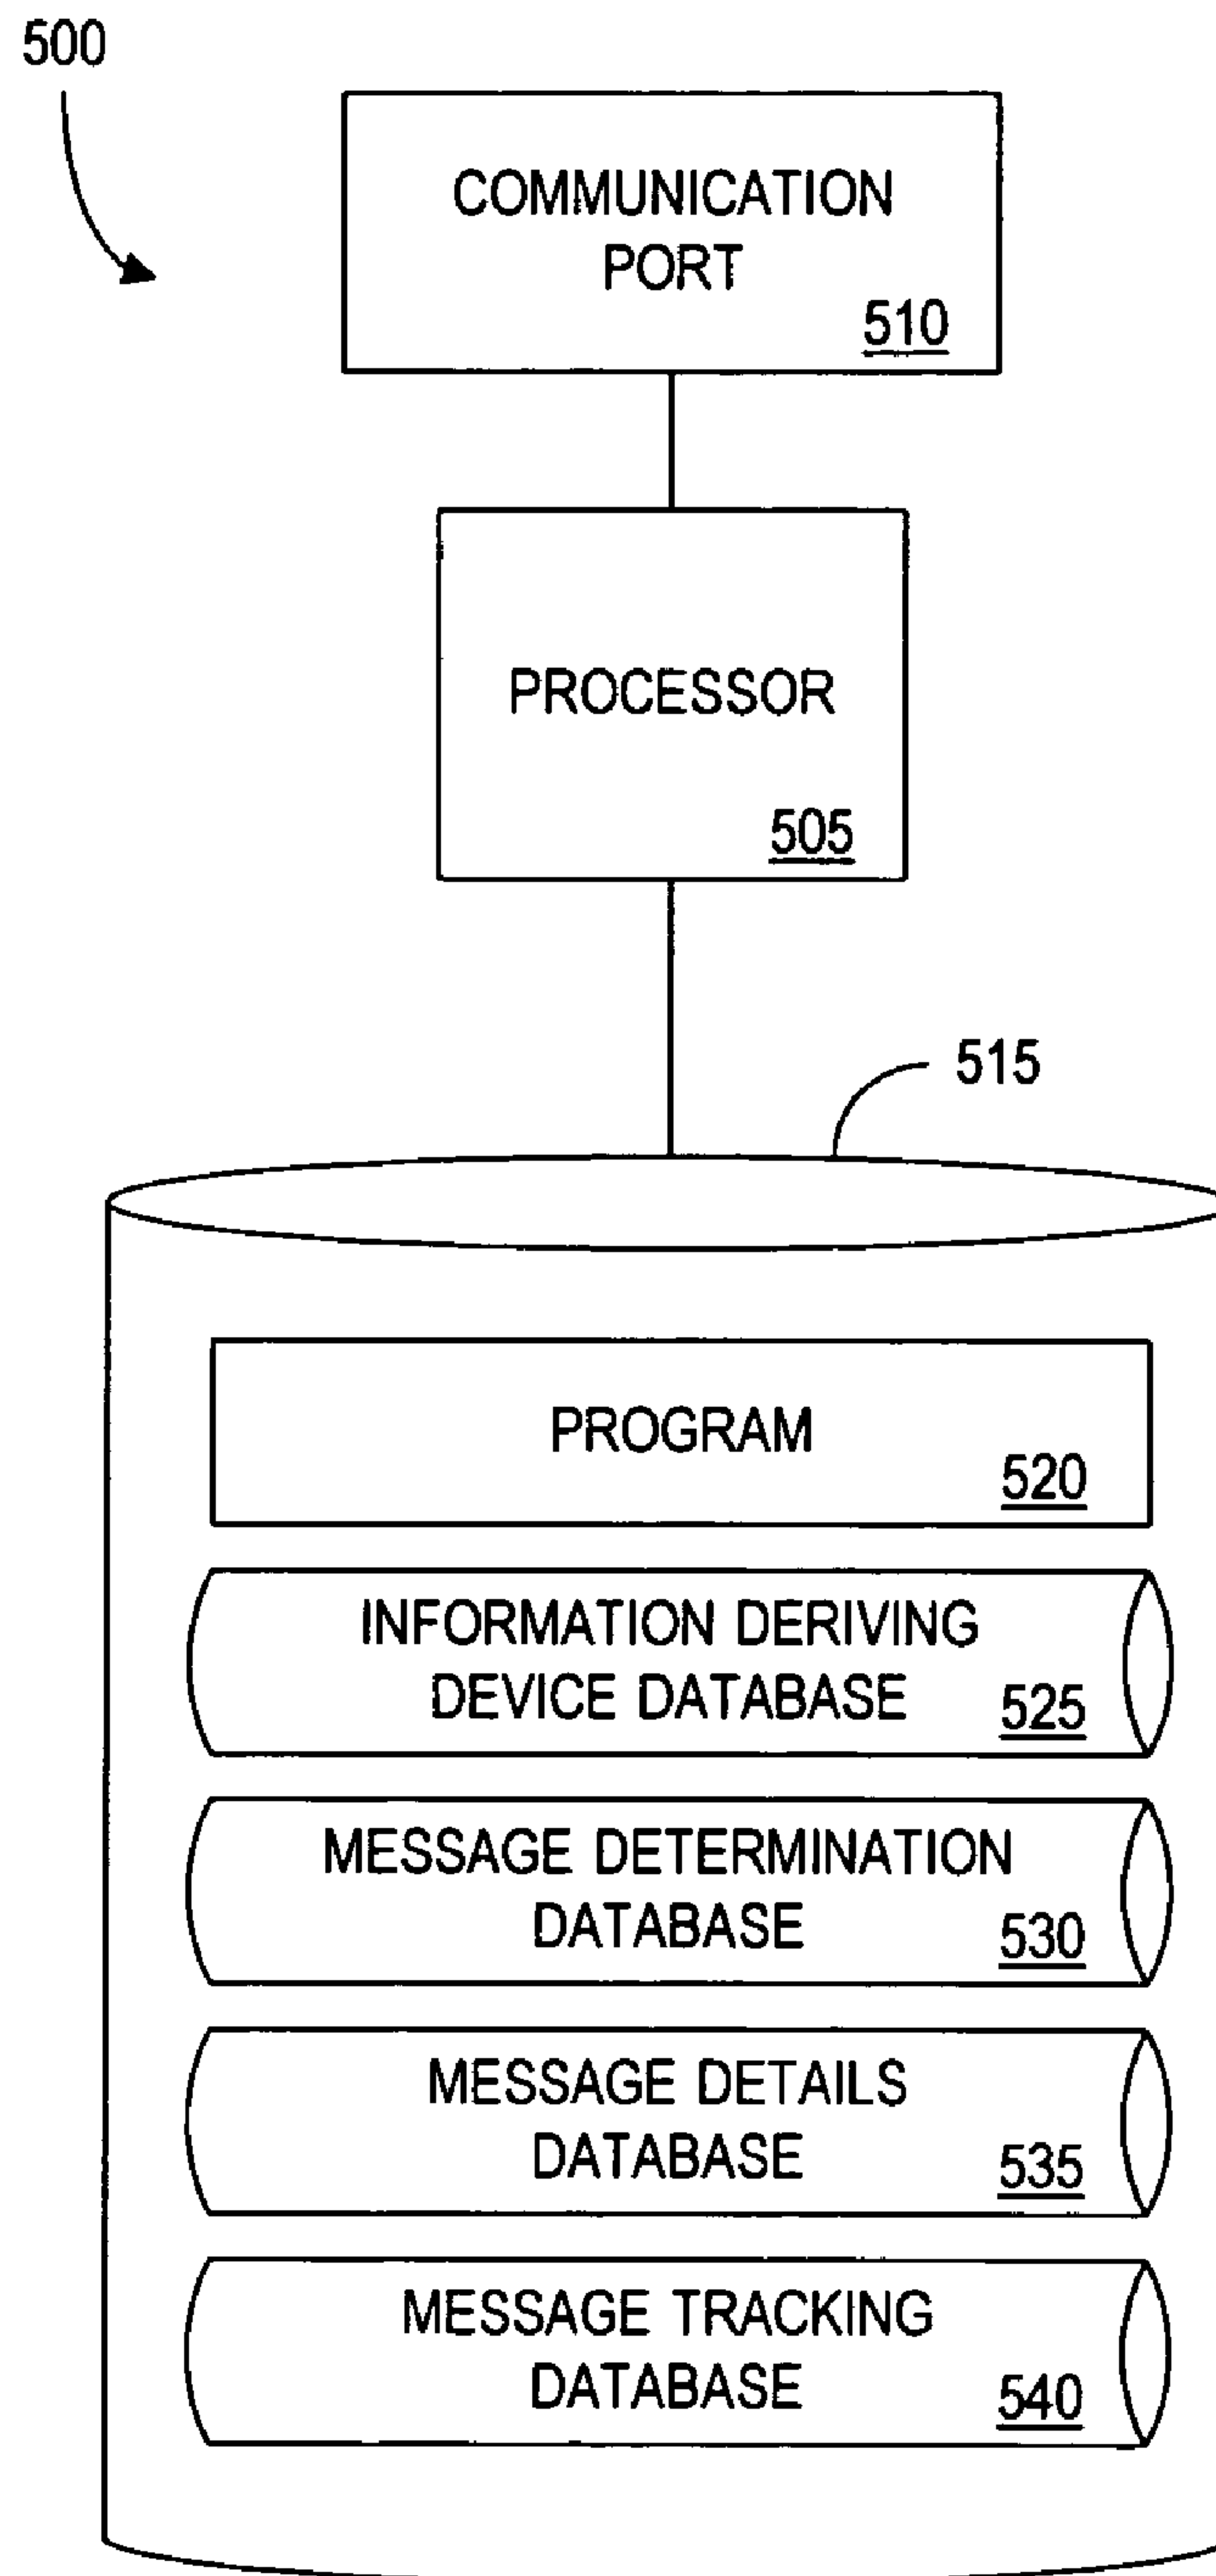 500
COMMUNICATION
PORT
510
PROCESSOR
505
515
PROGRAM
520
INFORMATION DERIVING
DEVICE DATABASE
525
MESSAGE DETERMINATION
DATABASE
530
MESSAGE DETAILS
DATABASE
535
MESSAGE TRACKING
DATABASE
540